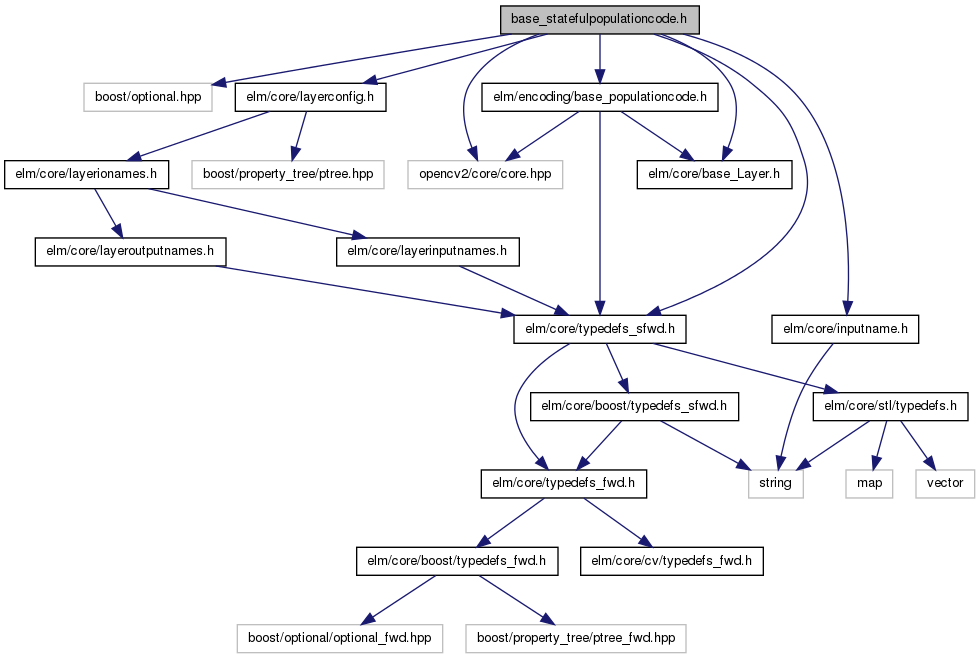 base_statefulpopulationcode.h
boost/optional.hpp
elm/core/layerconfig.h
elm/encoding/base_populationcode.h
elm/core/layerionames.h
boost/property_tree/ptree.hpp
opencv2/core/core.hpp
elm/core/base_Layer.h
elm/core/layeroutputnames.h
elm/core/layerinputnames.h
elm/core/typedefs_sfwd.h
elm/core/inputname.h
elm/core/boost/typedefs_sfwd.h
elm/core/stl/typedefs.h
elm/core/typedefs_fwd.h
string
map
vector
elm/core/boost/typedefs_fwd.h
elm/core/cv/typedefs_fwd.h
boost/optional/optional_fwd.hpp
boost/property_tree/ptree_fwd.hpp